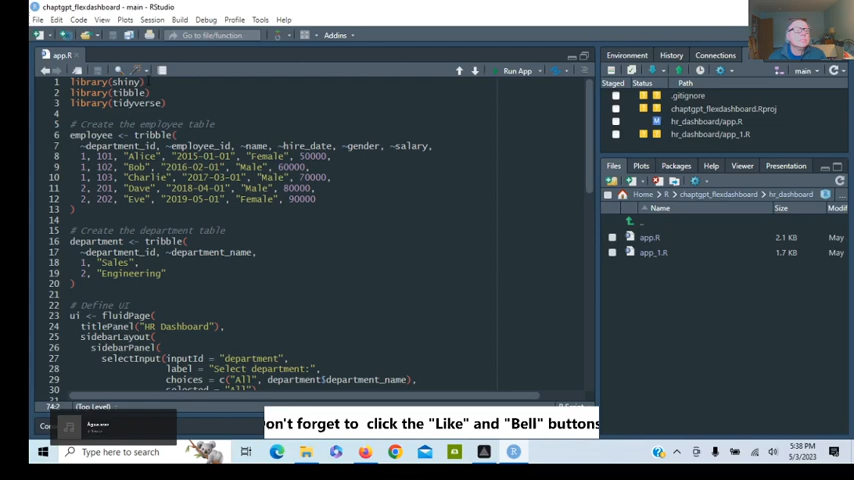 chaptgpt_flexdashboard - main - RStudio
File Edit Code View Plots Session Build Debug Profile Tools Help
Go to file/function Addins
app.R
Run App
1 library(shiny)
2 library(tibble)
3 library(tidyverse)
4
5 # Create the employee table
6 employee <- tribble(
7 ~department_id, ~employee_id, ~name, ~hire_date, ~gender, ~salary,
8 1, 101, "Alice", "2015-01-01", "Female", 50000,
9 1, 102, "Bob", "2016-02-01", "Male", 60000,
10 1, 103, "Charlie", "2017-03-01", "Male", 70000,
11 2, 201, "Dave", "2018-04-01", "Male", 80000,
12 2, 202, "Eve", "2019-05-01", "Female", 90000
13 )
14
15 # Create the department table
16 department <- tribble(
17 ~department_id, ~department_name,
18 1, "Sales",
19 2, "Engineering"
20 )
21
22 # Define UI
23 ui <- fluidPage(
24 titlePanel("HR Dashboard"),
25 sidebarLayout(
26 sidebarPanel(
27 selectInput(inputId = "department",
28 label = "Select department:",
29 choices = c("All", department$department_name),
30 selected = "All")
74:2 (Top Level)
Environment History Connections
main
Staged Status Path
.gitignore
chaptgpt_flexdashboard.Rproj
M hr_dashboard/app.R
hr_dashboard/app_1.R
Files Plots Packages Help Viewer Presentation
Home R chaptgpt_flexdashboard hr_dashboard
Name Size Modif
..
app.R 2.1 KB May
app_1.R 1.7 KB May
Don't forget to click the "Like" and "Bell" buttons
Type here to search
5:38 PM
5/3/2023